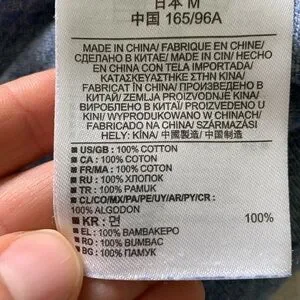 日本 M
中国 165/96A
MADE IN CHINA/ FABRIQUE EN CHINE/
СДЕЛАНО В КИТАЕ/ MADE IN CIN/ HECHO
EN CHINA CON TELA IMPORTADA/
ΚΑΤΑΣΚΕΥΑΣΤΗΚΕ ΣΤΗΝ ΚΙΝΑ/
FABRICAT ÎN CHINA/ ПРОИЗВЕДЕНО В
КИТАЙ/ ZEMLJA PROIZVODNJE KINA/
ВИРОБЛЕНО В КИТАЇ/ PROIZVEDENO U
KINI/ WYPRODUKOWANO W CHINACH/
FABRICADO NA CHINA/ SZÁRMAZÁSI
HELY: KÍNA/ 中國製造/ 中国制造
■ US/GB : 100% COTTON
■ CA : 100% COTTON
■ FR/MA : 100% COTON
■ RU : 100% ХЛОПОК
■ TR : 100% PAMUK
■ CL/CO/MX/PA/PE/UY/AR/PY/CR :
100% ALGODON
■ KR : 면 100%
■ EL : 100% ΒΑΜΒΑΚΕΡΟ
■ RO : 100% BUMBAC
■ BG : 100% ПАМУК